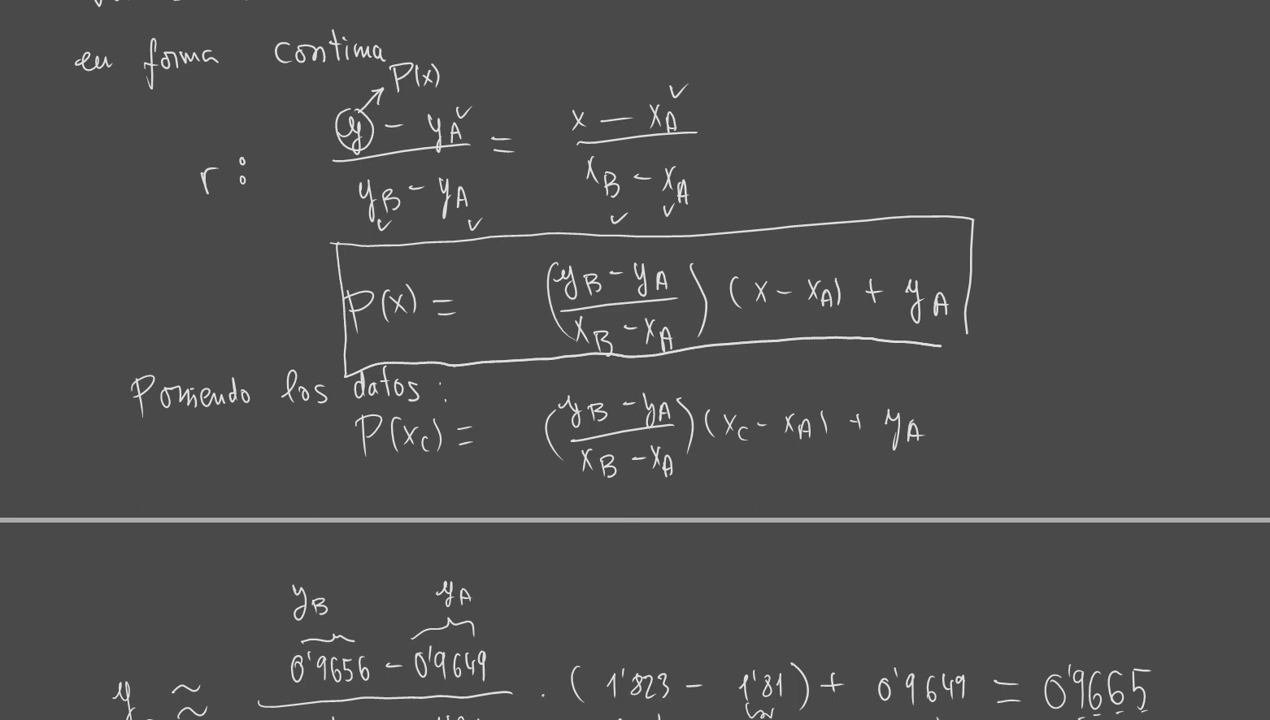 en forma continua
P(x)
r: (y - y_A)/(y_B - y_A) = (x - x_A)/(x_B - x_A)
P(x) = ((y_B - y_A)/(x_B - x_A)) (x - x_A) + y_A
Poniendo los datos:
P(x_C) = ((y_B - y_A)/(x_B - x_A)) (x_C - x_A) + y_A
y_B y_A
0'9656 - 0'9649
y ≈ · (1'823 - 1'81) + 0'9649 = 0'9665